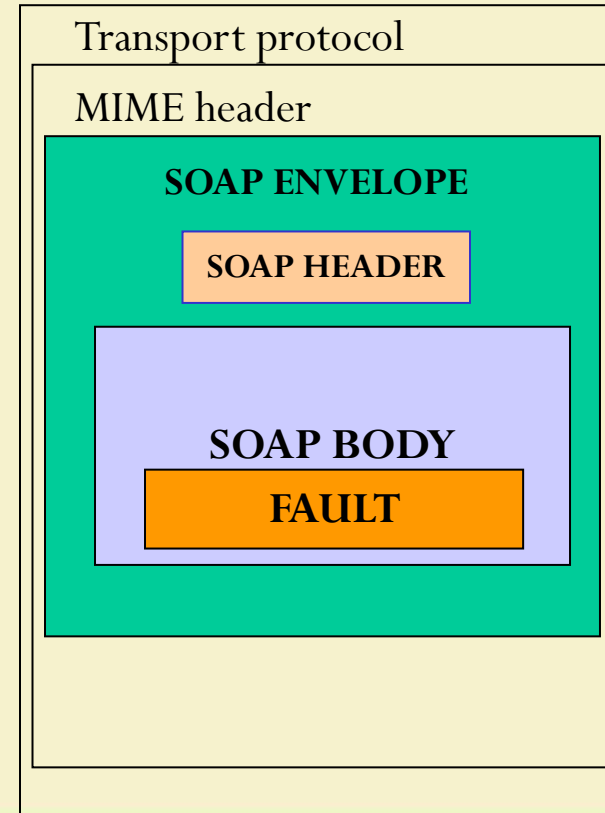 Transport protocol
MIME header
SOAP ENVELOPE
SOAP HEADER
SOAP BODY
FAULT